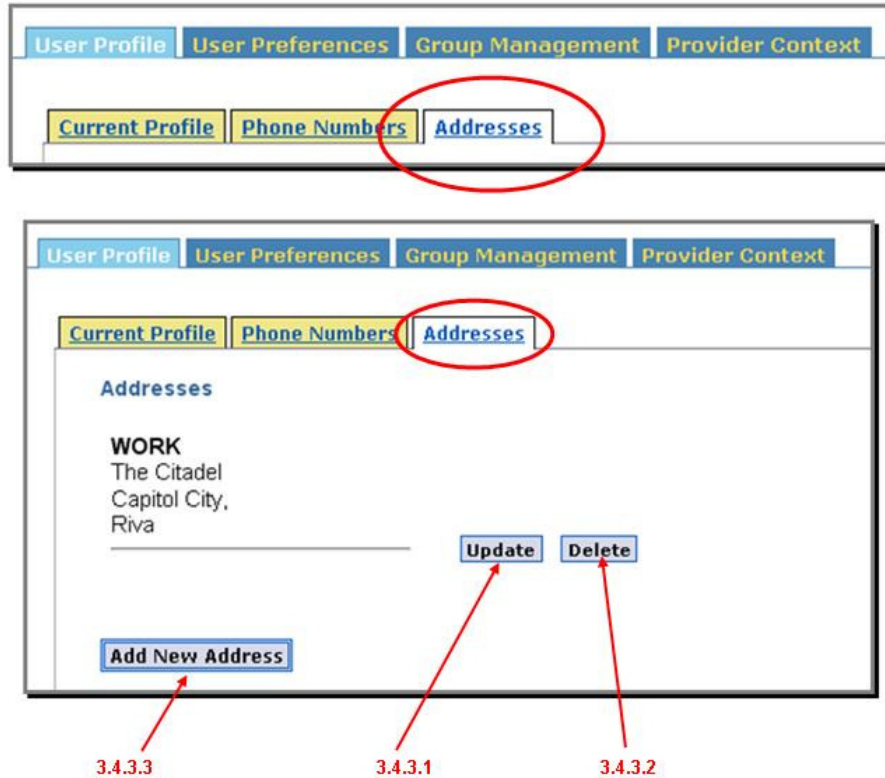 User Profile User Preferences Group Management Provider Context
Current Profile Phone Numbers Addresses
User Profile User Preferences Group Management Provider Context
Current Profile Phone Numbers Addresses
Addresses
WORK
The Citadel
Capitol City,
Riva
Update Delete
Add New Address
3.4.3.3 3.4.3.1 3.4.3.2